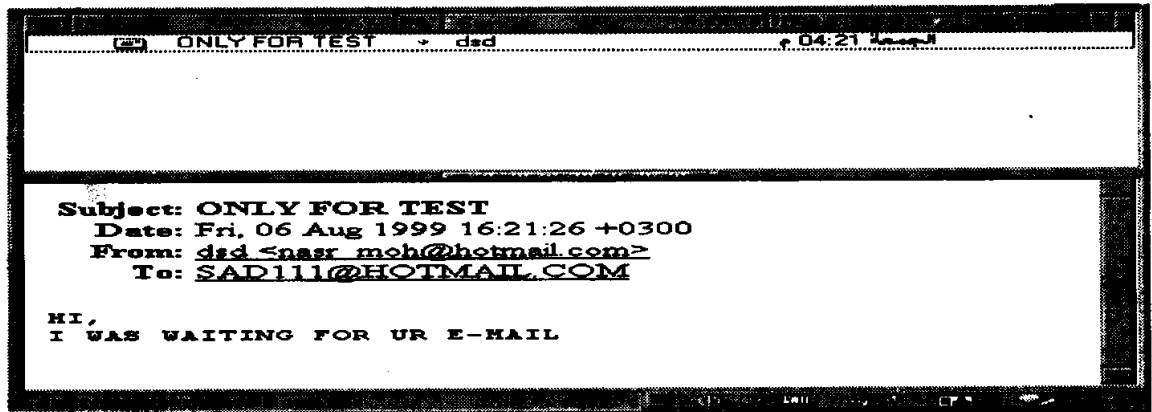 ONLY FOR TEST dsd الجمعة 04:21 م
Subject: ONLY FOR TEST
Date: Fri, 06 Aug 1999 16:21:26 +0300
From: dsd <nasr_moh@hotmail.com>
To: SAD111@HOTMAIL.COM
HI,
I WAS WAITING FOR UR E-MAIL